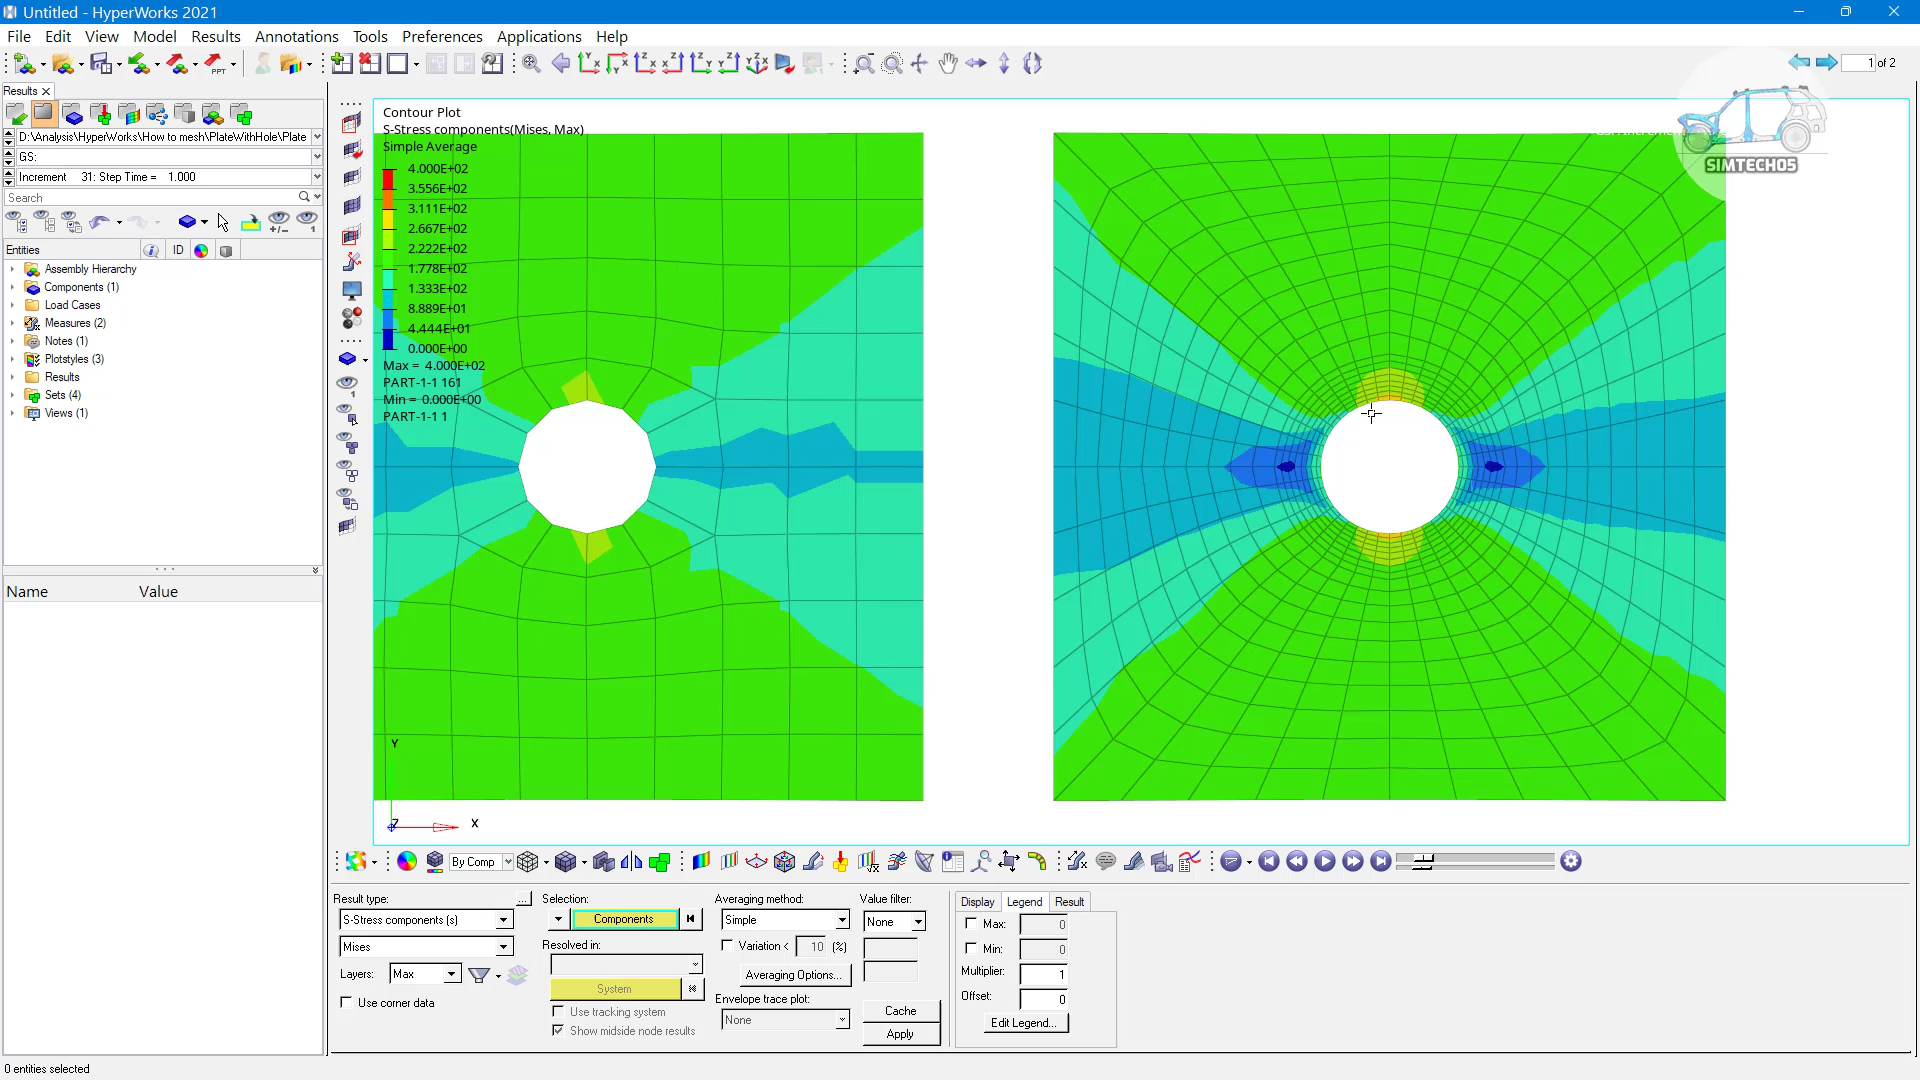 Untitled - HyperWorks 2021
File Edit View Model Results Annotations Tools Preferences Applications Help
PPT
1 of 2
Results
D:\Analysis\HyperWorks\How to mesh\PlateWithHole\Plate
GS:
Increment 31: Step Time = 1.000
Search
Entities ID
Assembly Hierarchy
Components (1)
Load Cases
Measures (2)
Notes (1)
Plotstyles (3)
Results
Sets (4)
Views (1)
Name Value
Contour Plot
S-Stress components(Mises, Max)
Simple Average
4.000E+02
3.556E+02
3.111E+02
2.667E+02
2.222E+02
1.778E+02
1.333E+02
8.889E+01
4.444E+01
0.000E+00
Max = 4.000E+02
PART-1-1 161
Min = 0.000E+00
PART-1-1 1
SIMTECH05
Y
Z X
By Comp
Result type: ...
S-Stress components (s)
Mises
Layers: Max
Use corner data
Selection:
Components
Resolved in:
System
Use tracking system
Show midside node results
Averaging method:
Simple
Variation < 10 (%)
Averaging Options...
Envelope trace plot:
None
Value filter:
None
Cache
Apply
Display Legend Result
Max: 0
Min: 0
Multiplier: 1
Offset: 0
Edit Legend...
0 entities selected